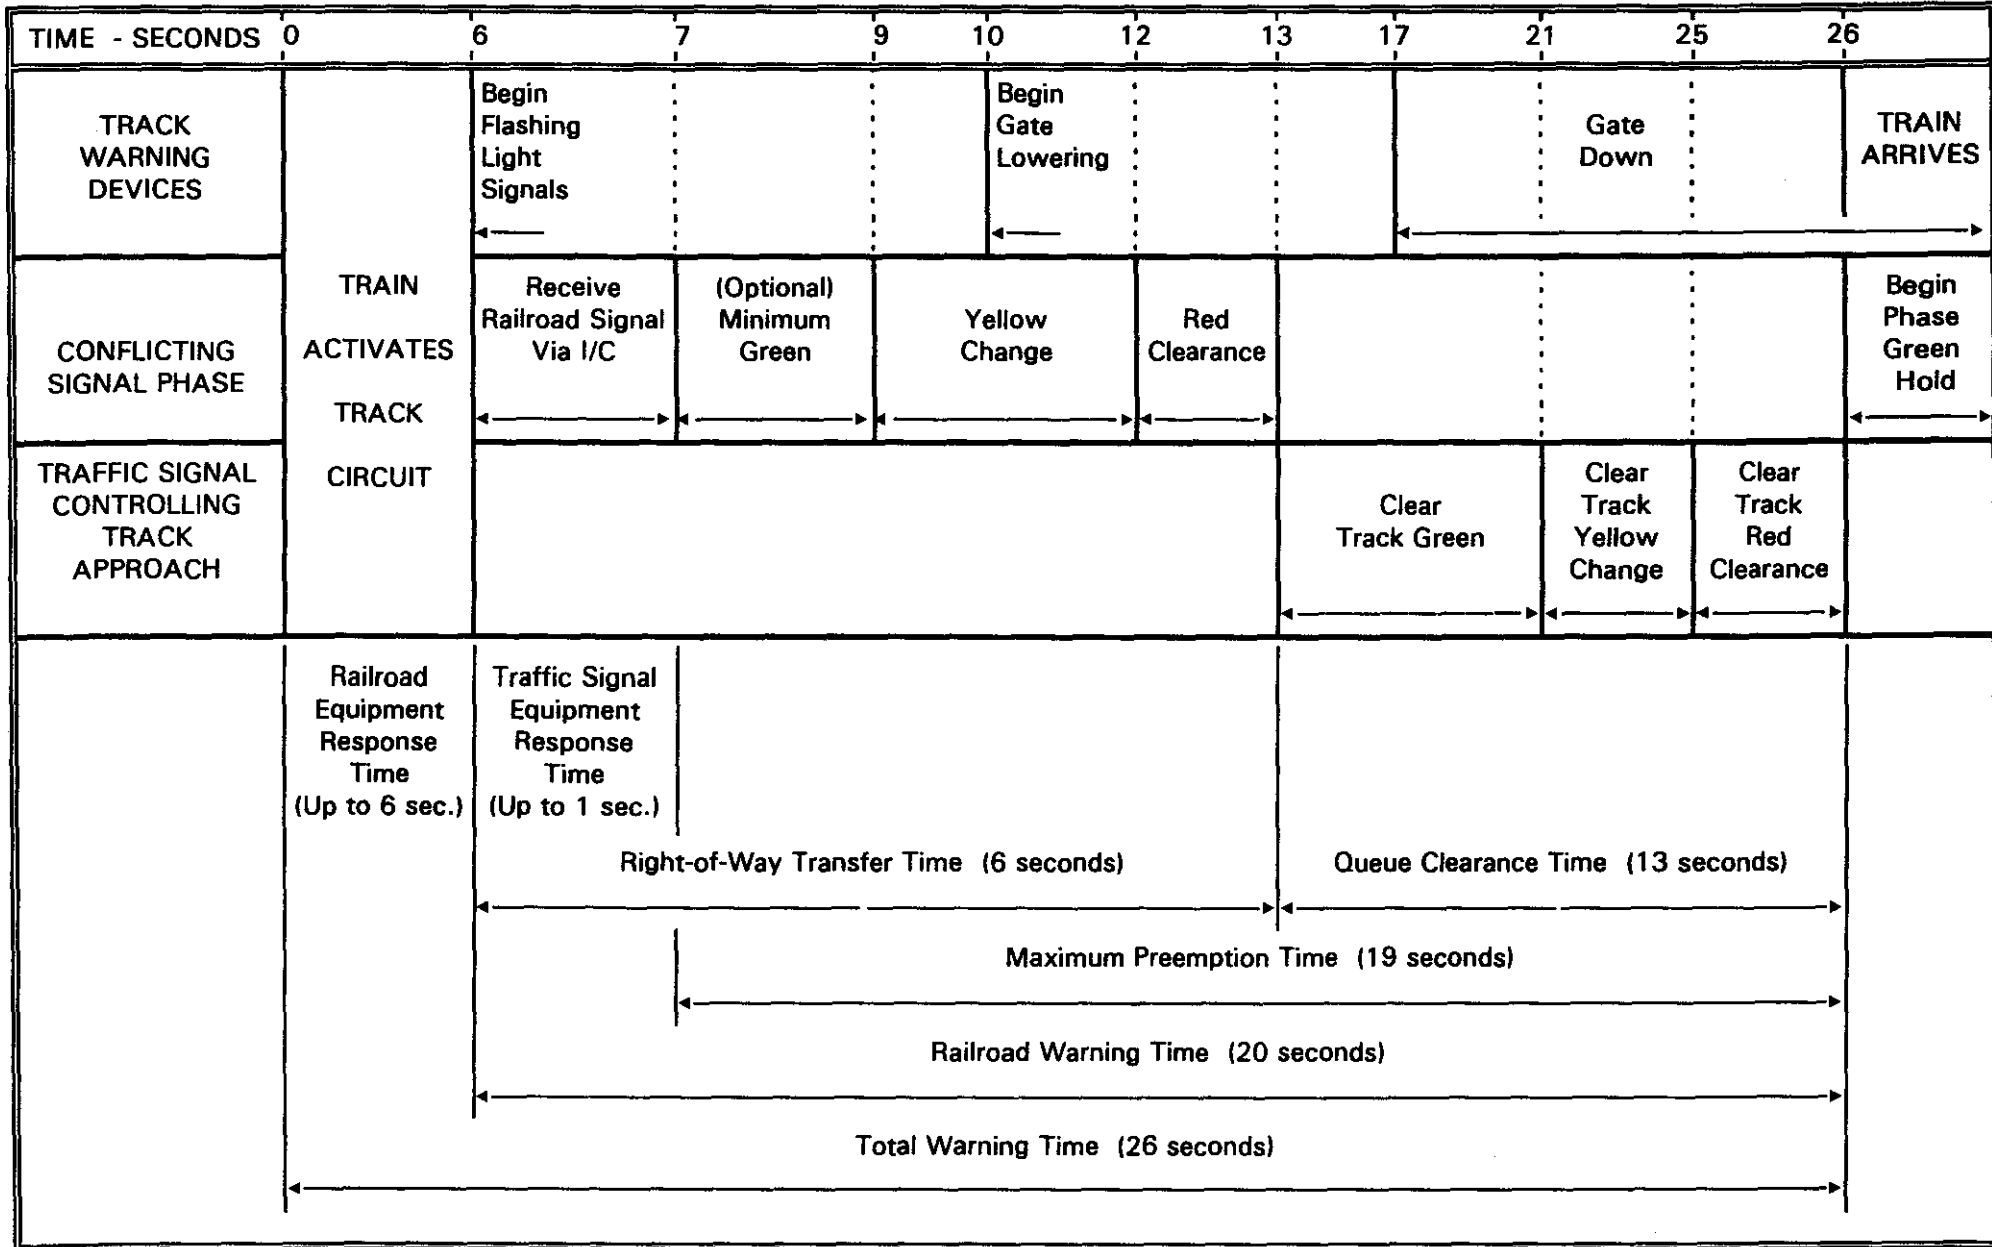 TIME - SECONDS 0 6 7 9 10 12 13 17 21 25 26
TRACK
WARNING
DEVICES
Begin
Flashing
Light
Signals
Begin
Gate
Lowering
Gate
Down
TRAIN
ARRIVES
CONFLICTING
SIGNAL PHASE
TRAIN
ACTIVATES
TRACK
CIRCUIT
Receive
Railroad Signal
Via I/C
(Optional)
Minimum
Green
Yellow
Change
Red
Clearance
Begin
Phase
Green
Hold
TRAFFIC SIGNAL
CONTROLLING
TRACK
APPROACH
Clear
Track Green
Clear
Track
Yellow
Change
Clear
Track
Red
Clearance
Railroad
Equipment
Response
Time
(Up to 6 sec.)
Traffic Signal
Equipment
Response
Time
(Up to 1 sec.)
Right-of-Way Transfer Time (6 seconds)
Queue Clearance Time (13 seconds)
Maximum Preemption Time (19 seconds)
Railroad Warning Time (20 seconds)
Total Warning Time (26 seconds)